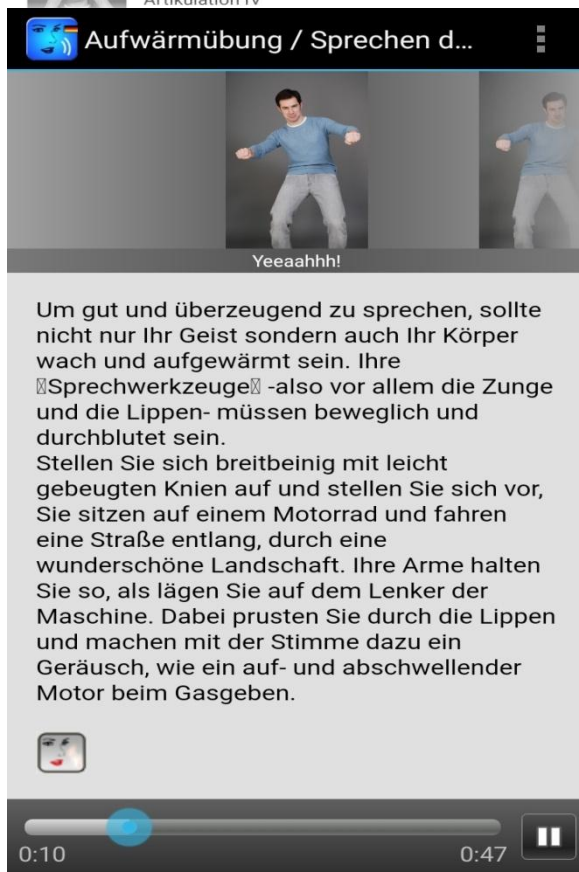 Artikulation IV
Aufwärmübung / Sprechen d...
Yeeaahhh!
Um gut und überzeugend zu sprechen, sollte
nicht nur Ihr Geist sondern auch Ihr Körper
wach und aufgewärmt sein. Ihre
Sprechwerkzeuge -also vor allem die Zunge
und die Lippen- müssen beweglich und
durchblutet sein.
Stellen Sie sich breitbeinig mit leicht
gebeugten Knien auf und stellen Sie sich vor,
Sie sitzen auf einem Motorrad und fahren
eine Straße entlang, durch eine
wunderschöne Landschaft. Ihre Arme halten
Sie so, als lägen Sie auf dem Lenker der
Maschine. Dabei prusten Sie durch die Lippen
und machen mit der Stimme dazu ein
Geräusch, wie ein auf- und abschwellender
Motor beim Gasgeben.
0:10 0:47